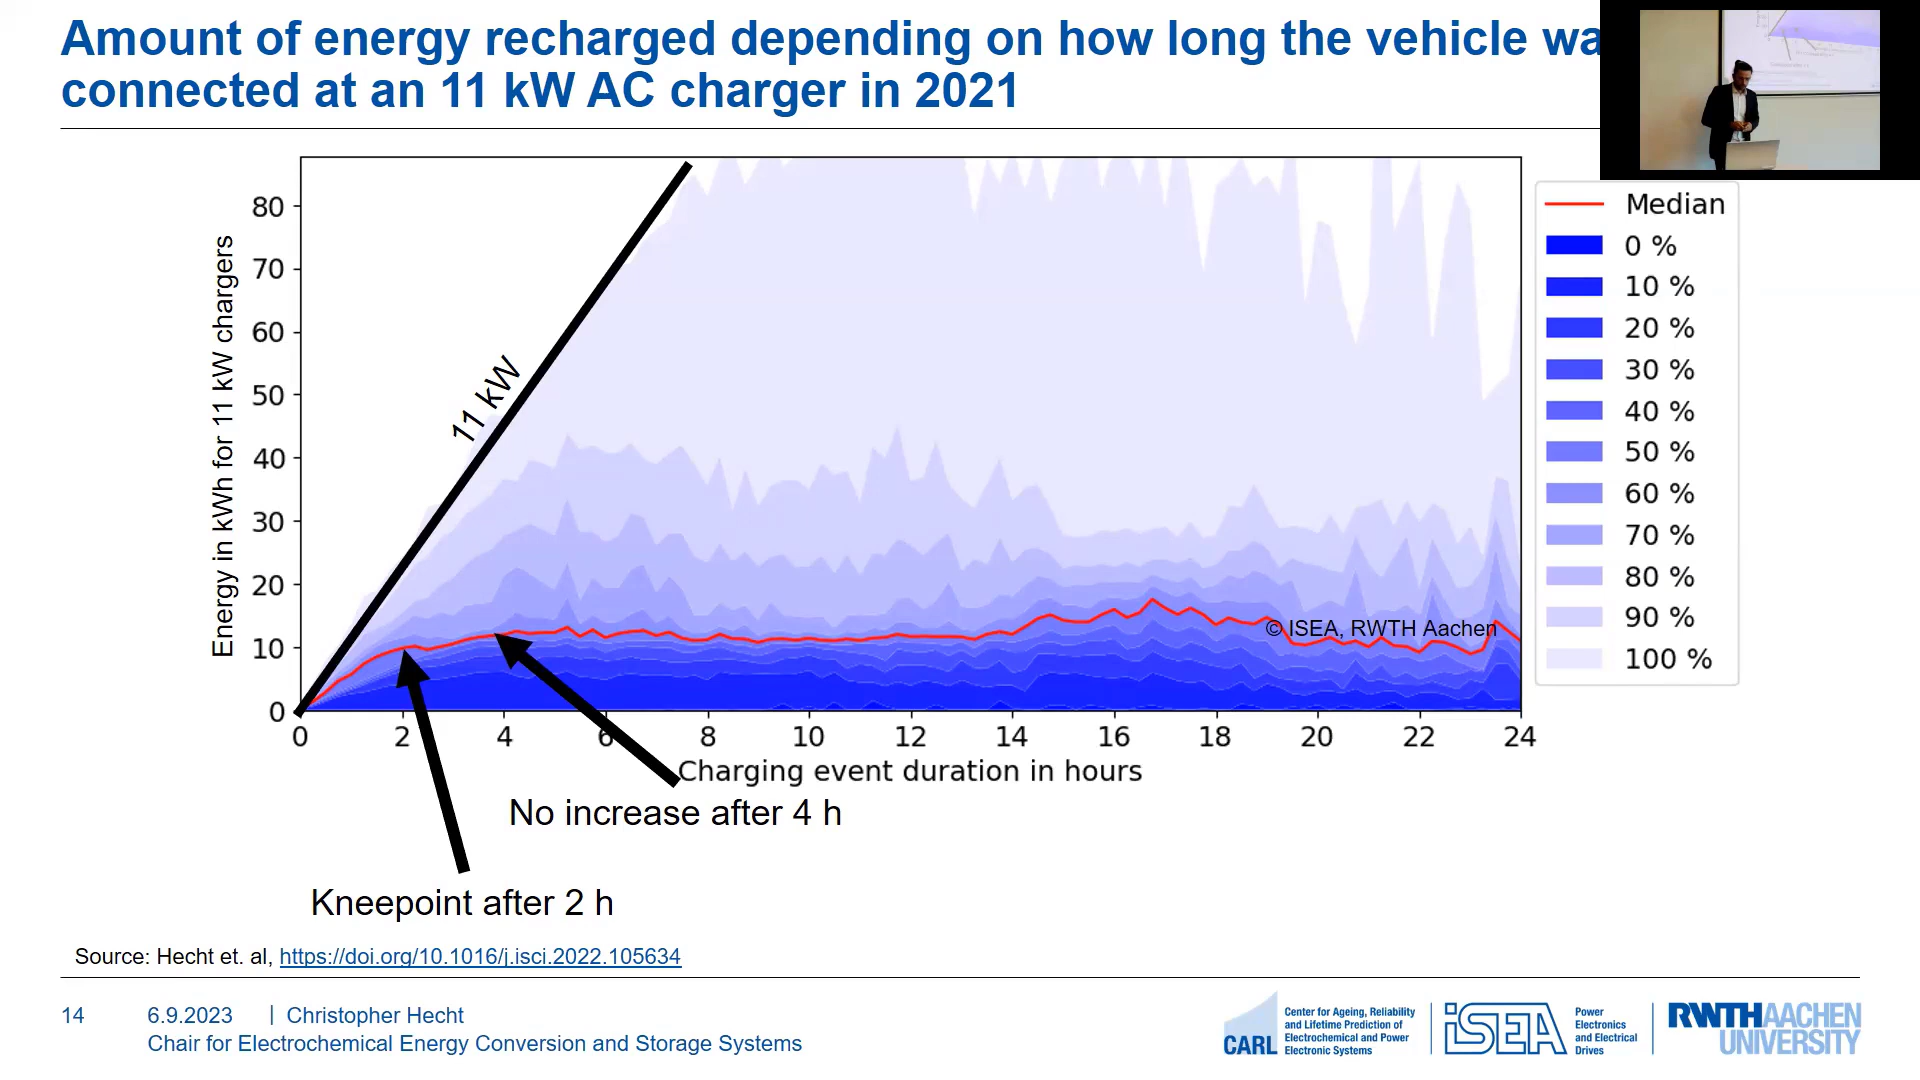 Amount of energy recharged depending on how long the vehicle wa
connected at an 11 kW AC charger in 2021
Energy in kWh for 11 kW chargers
80
70
60
50
40
30
20
10
0
11 kW
© ISEA, RWTH Aachen
0 2 4 6 8 10 12 14 16 18 20 22 24
Charging event duration in hours
Median
0 %
10 %
20 %
30 %
40 %
50 %
60 %
70 %
80 %
90 %
100 %
No increase after 4 h
Kneepoint after 2 h
Source: Hecht et. al, https://doi.org/10.1016/j.isci.2022.105634
14 6.9.2023 | Christopher Hecht
Chair for Electrochemical Energy Conversion and Storage Systems
CARL
Center for Ageing, Reliability
and Lifetime Prediction of
Electrochemical and Power
Electronic Systems
iSEA
Power
Electronics
and Electrical
Drives
RWTHAACHEN
UNIVERSITY